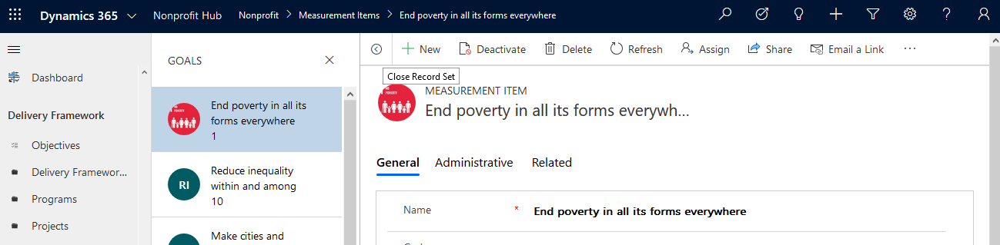 Dynamics 365
Nonprofit Hub
Nonprofit > Measurement Items > End poverty in all its forms everywhere
Dashboard
Delivery Framework
Objectives
Delivery Framewor...
Programs
Projects
GOALS
End poverty in all its
forms everywhere
1
RI
Reduce inequality
within and among
10
Make cities and
New
Deactivate
Delete
Refresh
Assign
Share
Email a Link
Close Record Set
POVERTY
MEASUREMENT ITEM
End poverty in all its forms everywh...
General
Administrative
Related
Name * End poverty in all its forms everywhere